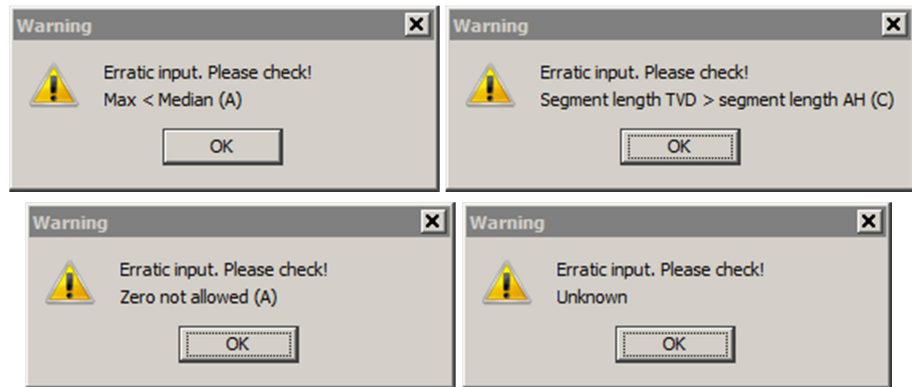 Warning
Erratic input. Please check!
Max < Median (A)
OK
Warning
Erratic input. Please check!
Segment length TVD > segment length AH (C)
OK
Warning
Erratic input. Please check!
Zero not allowed (A)
OK
Warning
Erratic input. Please check!
Unknown
OK